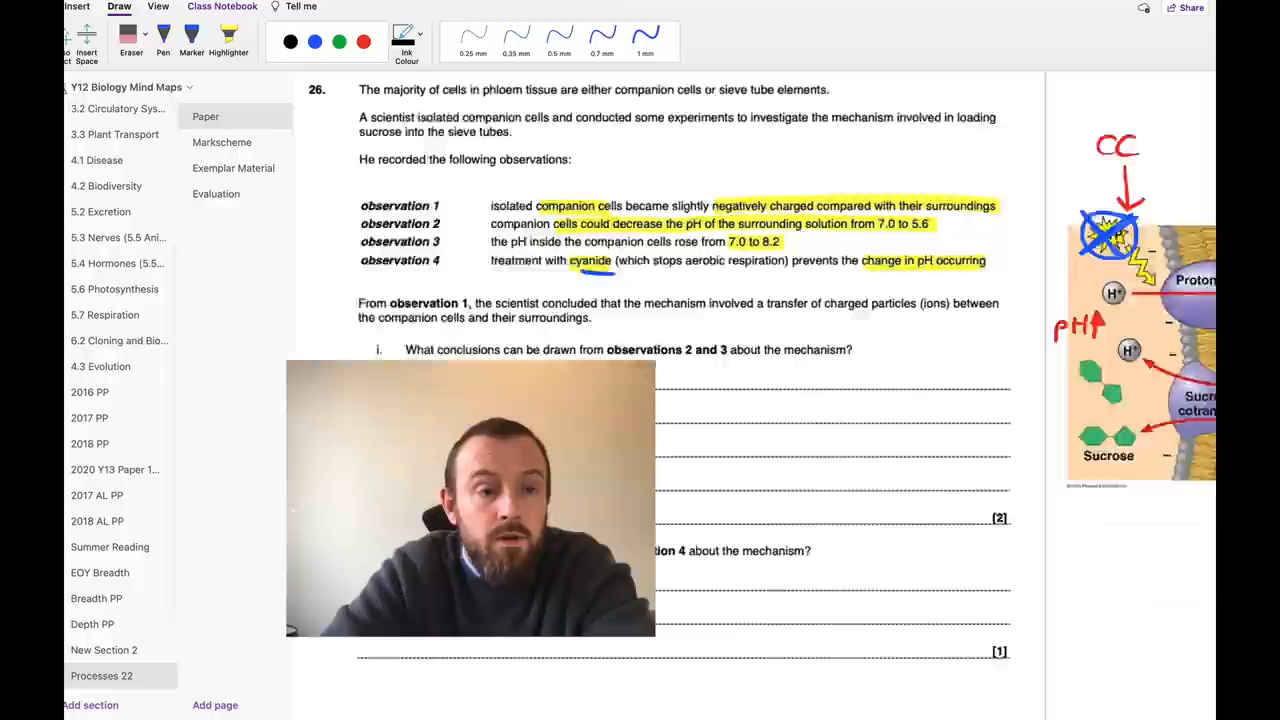 Insert Draw View Class Notebook Tell me
Share
Insert
Space
Eraser Pen Marker Highlighter
Ink
Colour
0.25 mm 0.35 mm 0.5 mm 0.7 mm 1 mm
Y12 Biology Mind Maps
3.2 Circulatory Sys...
3.3 Plant Transport
4.1 Disease
4.2 Biodiversity
5.2 Excretion
5.3 Nerves (5.5 Ani...
5.4 Hormones (5.5...
5.6 Photosynthesis
5.7 Respiration
6.2 Cloning and Bio...
4.3 Evolution
2016 PP
2017 PP
2018 PP
2020 Y13 Paper 1...
2017 AL PP
2018 AL PP
Summer Reading
EOY Breadth
Breadth PP
Depth PP
New Section 2
Processes 22
Add section
Paper
Markscheme
Exemplar Material
Evaluation
Add page
26. The majority of cells in phloem tissue are either companion cells or sieve tube elements.
A scientist isolated companion cells and conducted some experiments to investigate the mechanism involved in loading
sucrose into the sieve tubes.
He recorded the following observations:
observation 1 isolated companion cells became slightly negatively charged compared with their surroundings
observation 2 companion cells could decrease the pH of the surrounding solution from 7.0 to 5.6
observation 3 the pH inside the companion cells rose from 7.0 to 8.2
observation 4 treatment with cyanide (which stops aerobic respiration) prevents the change in pH occurring
From observation 1, the scientist concluded that the mechanism involved a transfer of charged particles (ions) between
the companion cells and their surroundings.
i. What conclusions can be drawn from observations 2 and 3 about the mechanism?
[2]
tion 4 about the mechanism?
[1]
CC
Proton
H+
pH
H+
Sucr
cotran
Sucrose